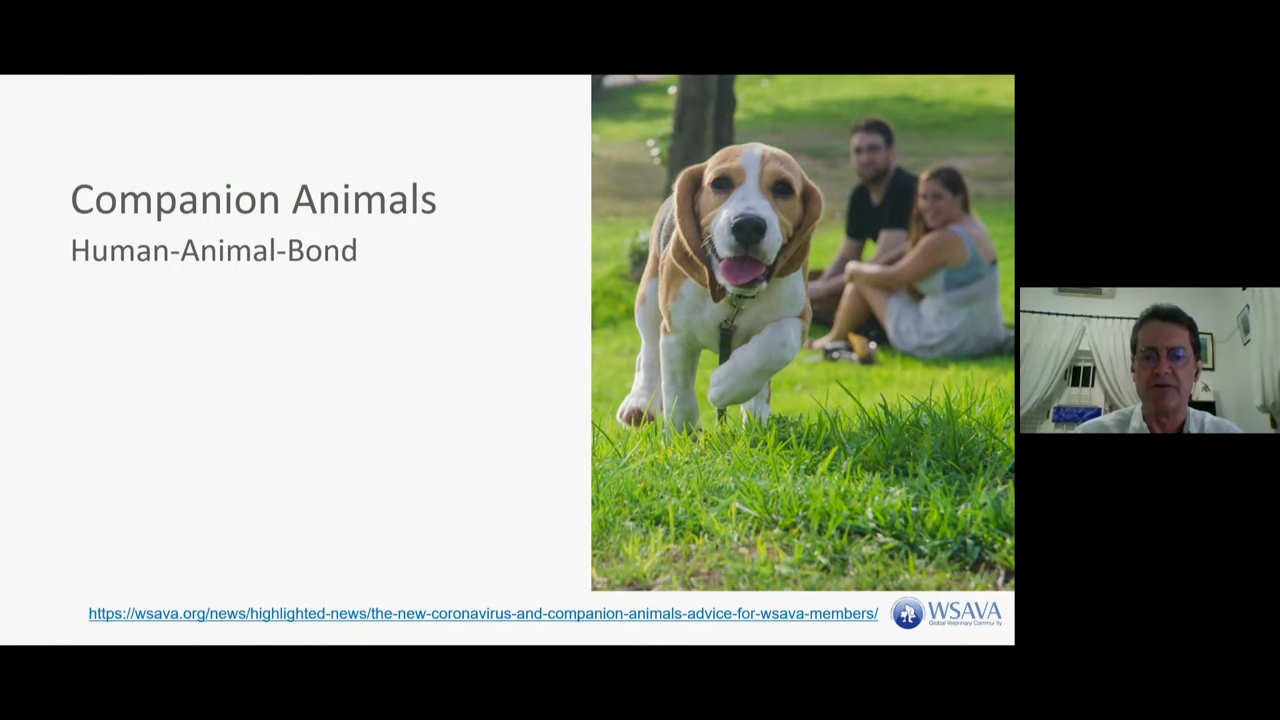 Companion Animals
Human-Animal-Bond
https://wsava.org/news/highlighted-news/the-new-coronavirus-and-companion-animals-advice-for-wsava-members/
WSAVA
Global Veterinary Community